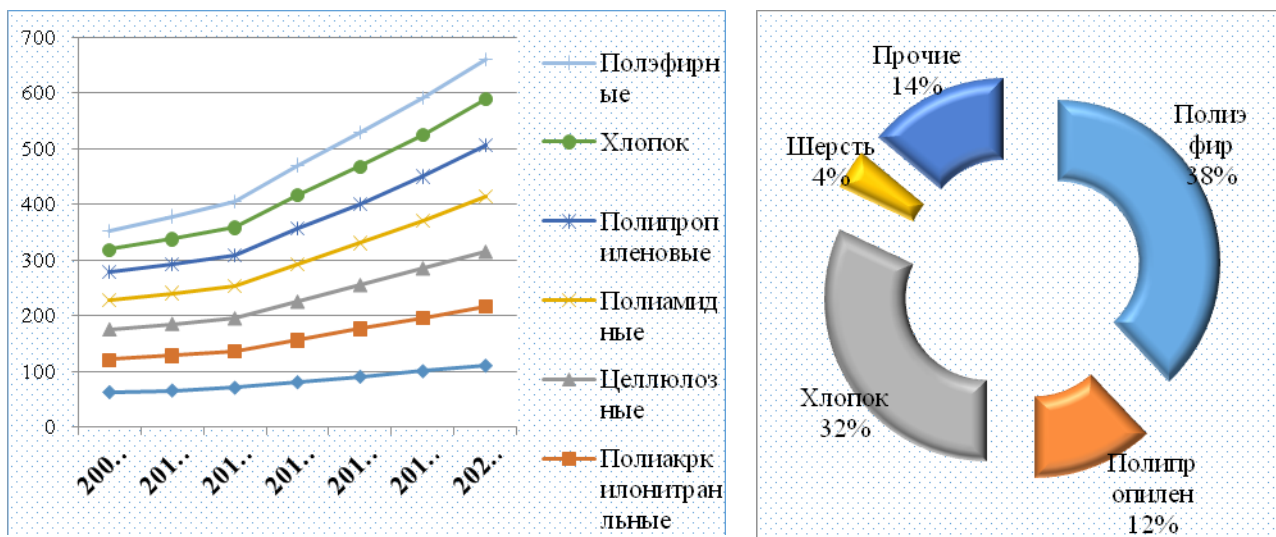 700
600
500
400
300
200
100
0
200..
201..
201..
201..
201..
201..
202..
Полэфирн
ые
Хлопок
Полипроп
иленовые
Полиамид
ные
Целлюлоз
ные
Полиакрк
илонитран
льные
Прочие
14%
Шерсть
4%
Полиэ
фир
38%
Хлопок
32%
Полипр
опилен
12%